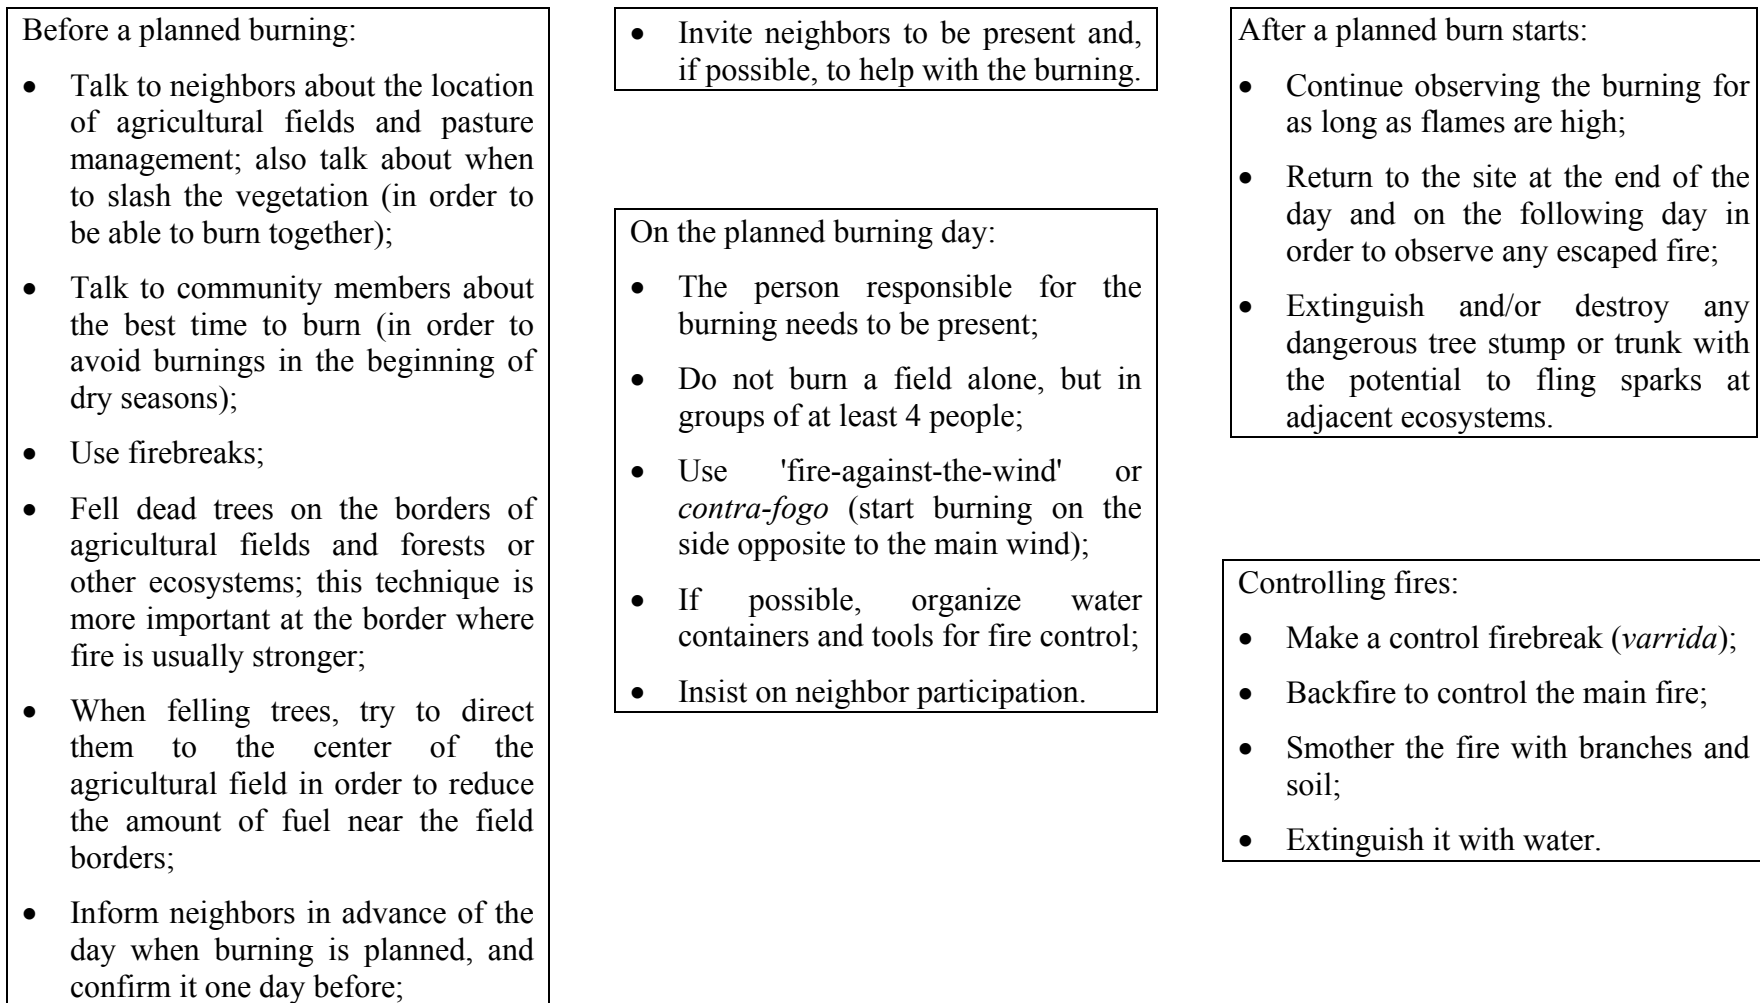 Before a planned burning:
• Talk to neighbors about the location
of agricultural fields and pasture
management; also talk about when
to slash the vegetation (in order to
be able to burn together);
• Talk to community members about
the best time to burn (in order to
avoid burnings in the beginning of
dry seasons);
• Use firebreaks;
• Fell dead trees on the borders of
agricultural fields and forests or
other ecosystems; this technique is
more important at the border where
fire is usually stronger;
• When felling trees, try to direct
them to the center of the
agricultural field in order to reduce
the amount of fuel near the field
borders;
• Inform neighbors in advance of the
day when burning is planned, and
confirm it one day before;
• Invite neighbors to be present and,
if possible, to help with the burning.
On the planned burning day:
• The person responsible for the
burning needs to be present;
• Do not burn a field alone, but in
groups of at least 4 people;
• Use 'fire-against-the-wind' or
contra-fogo (start burning on the
side opposite to the main wind);
• If possible, organize water
containers and tools for fire control;
• Insist on neighbor participation.
After a planned burn starts:
• Continue observing the burning for
as long as flames are high;
• Return to the site at the end of the
day and on the following day in
order to observe any escaped fire;
• Extinguish and/or destroy any
dangerous tree stump or trunk with
the potential to fling sparks at
adjacent ecosystems.
Controlling fires:
• Make a control firebreak (varrida);
• Backfire to control the main fire;
• Smother the fire with branches and
soil;
• Extinguish it with water.